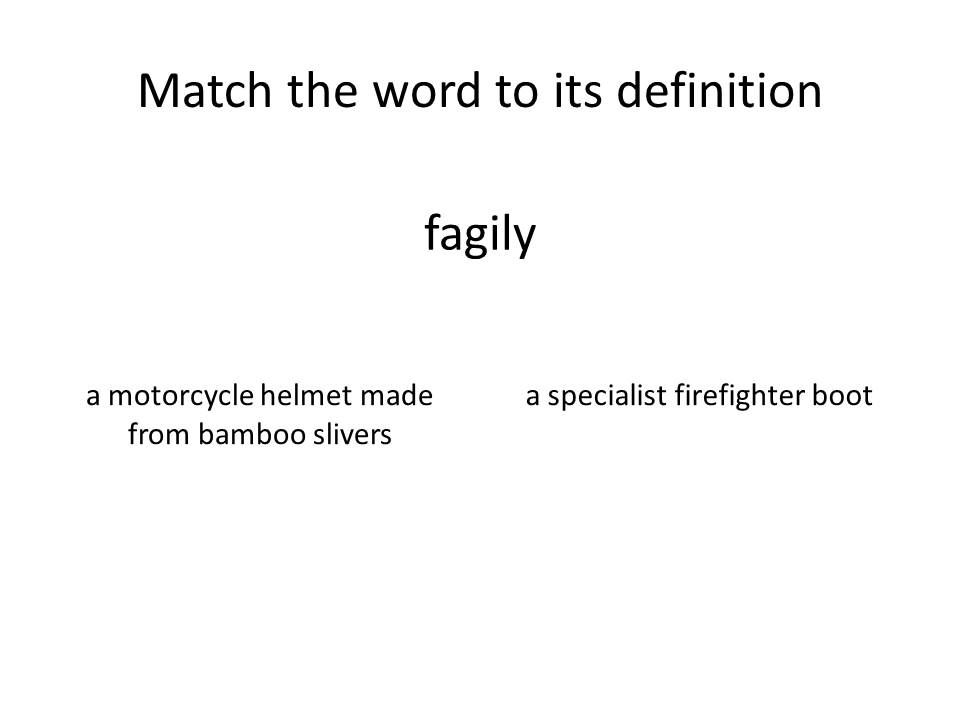 Match the word to its definition
fagily
a motorcycle helmet made
from bamboo slivers
a specialist firefighter boot